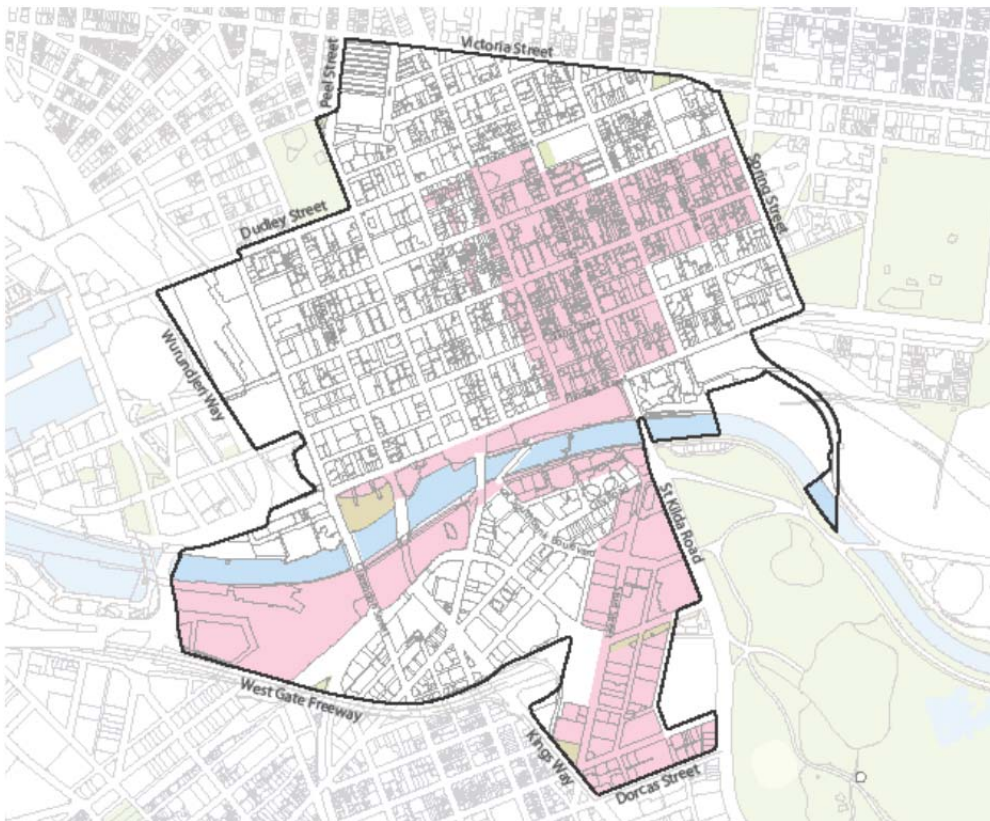 Victoria Street
Peel Street
Spring Street
Dudley Street
Wurundjeri Way
St Kilda Road
Boulevard
West Gate Freeway
Kings Way
Dorcas Street